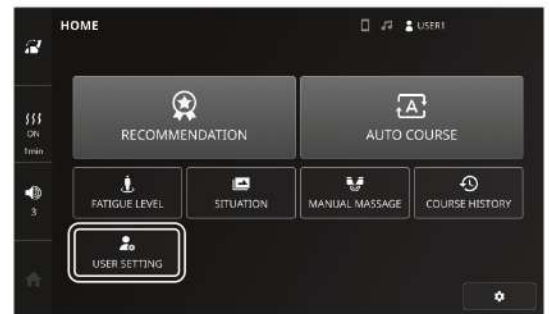 HOME
USER1
ON
1min
3
RECOMMENDATION
A
AUTO COURSE
FATIGUE LEVEL
SITUATION
MANUAL MASSAGE
COURSE HISTORY
USER SETTING